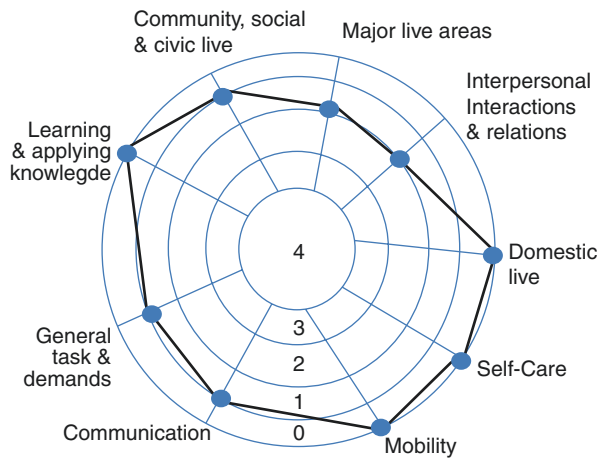 Community, social
& civic live
Major live areas
Interpersonal
Interactions
& relations
Learning
& applying
knowlegde
4
Domestic
live
3
General
task &
demands
2
Self-Care
1
Communication
0
Mobility